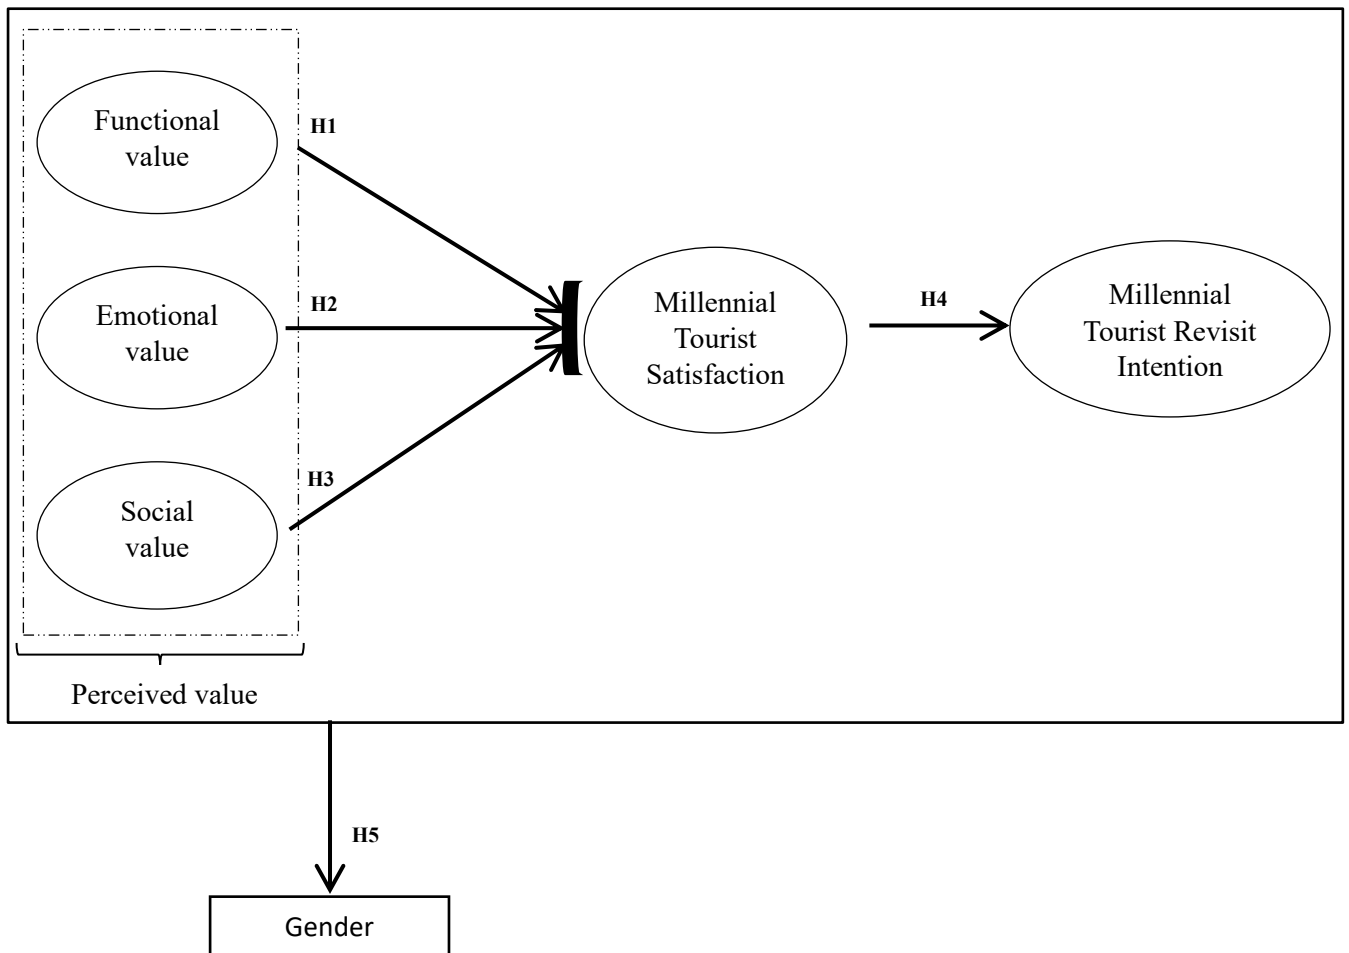 Functional
value
H1
Emotional
value
H2
Social
value
H3
Perceived value
Millennial
Tourist
Satisfaction
H4
Millennial
Tourist Revisit
Intention
H5
Gender